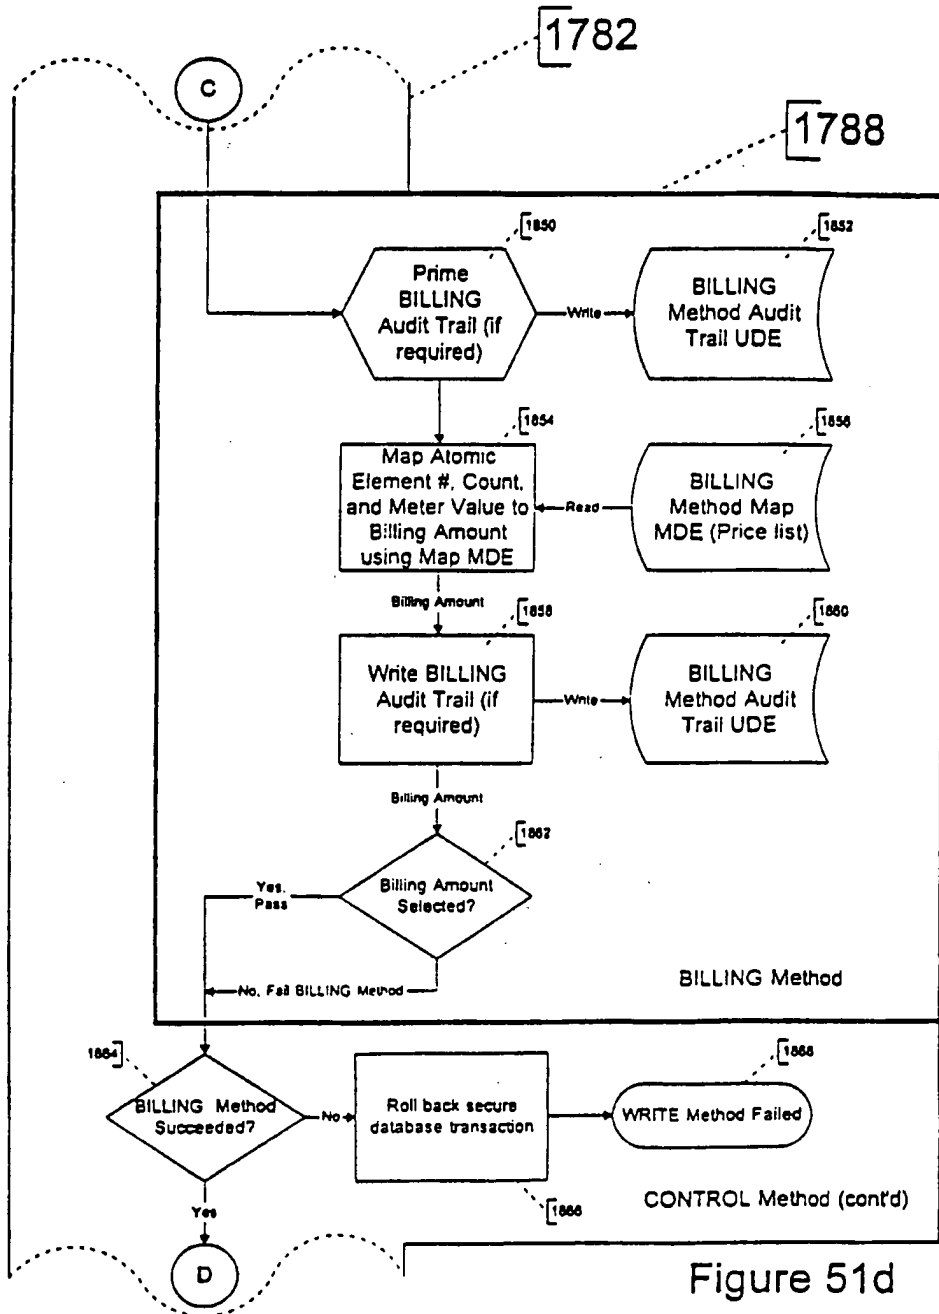 1782
C
1788
1850
1852
Prime
BILLING
Audit Trail (if
required)
Write
BILLING
Method Audit
Trail UDE
1854
1856
Map Atomic
Element #, Count,
and Meter Value to
Billing Amount
using Map MDE
Read
BILLING
Method Map
MDE (Price list)
Billing Amount
1858
1860
Write BILLING
Audit Trail (if
required)
Write
BILLING
Method Audit
Trail UDE
Billing Amount
1862
Yes,
Pass
Billing Amount
Selected?
No, Fail BILLING Method
BILLING Method
1864
1868
BILLING Method
Succeeded?
No
Roll back secure
database transaction
WRITE Method Failed
1866
CONTROL Method (cont'd)
Yes
D
Figure 51d